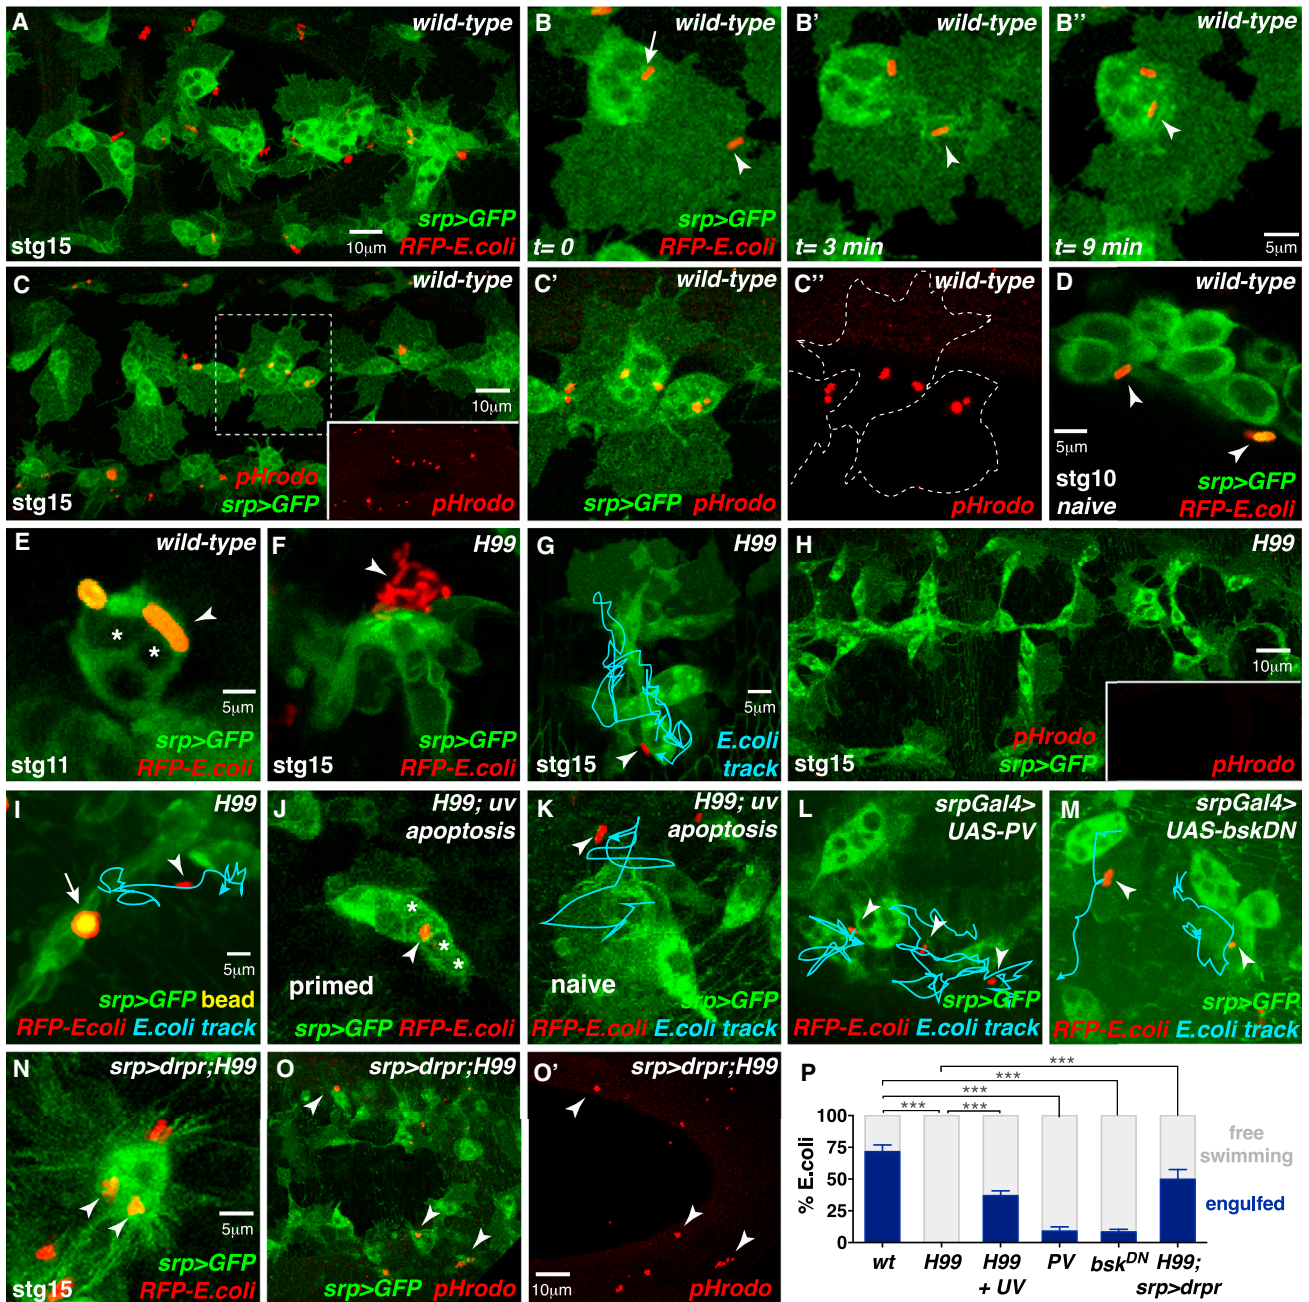 A
wild-type
srp>GFP
RFP-E.coli
stg15
10μm
B
wild-type
srp>GFP
RFP-E.coli
t= 0
B’
wild-type
t= 3 min
B’’
wild-type
t= 9 min
5μm
C
wild-type
10μm
pHrodo
srp>GFP
stg15
pHrodo
C’
wild-type
srp>GFP pHrodo
C’’
wild-type
pHrodo
D
wild-type
5μm
stg10
naive
srp>GFP
RFP-E.coli
E
wild-type
*
*
5μm
srp>GFP
RFP-E.coli
stg11
F
H99
srp>GFP
RFP-E.coli
stg15
G
H99
5μm
stg15
E.coli
track
H
H99
10μm
pHrodo
srp>GFP
stg15
pHrodo
I
H99
5μm
srp>GFP bead
RFP-Ecoli E.coli track
J
H99; uv
apoptosis
*
*
*
primed
srp>GFP RFP-E.coli
K
H99; uv
apoptosis
naive
srp>GFP
RFP-E.coli E.coli track
L
srpGal4>
UAS-PV
srp>GFP
RFP-E.coli E.coli track
M
srpGal4>
UAS-bskDN
srp>GFP
RFP-E.coli E.coli track
N
srp>drpr;H99
5μm
srp>GFP
RFP-E.coli
stg15
O
srp>drpr;H99
srp>GFP pHrodo
O’
srp>drpr;H99
10μm
pHrodo
P
***
***
***
*** ***
% E.coli
100
75
50
25
0
free
swimming
engulfed
wt H99 H99 + UV PV bskDN H99; srp>drpr